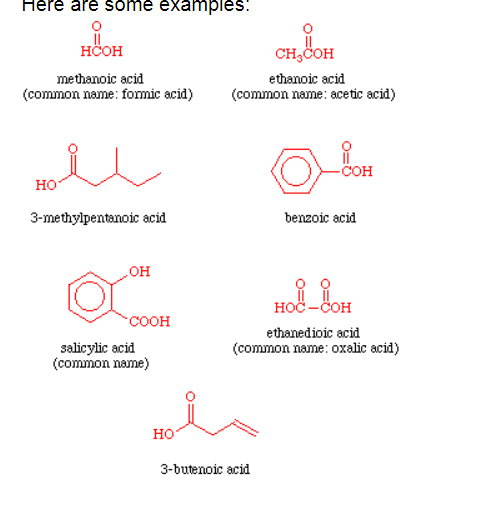 Here are some examples:
O
HCOH
methanoic acid
(common name: formic acid)
O
CH₃COH
ethanoic acid
(common name: acetic acid)
O
HO
3-methylpentanoic acid
O
COH
benzoic acid
OH
COOH
salicylic acid
(common name)
O O
HOC–COH
ethanedioic acid
(common name: oxalic acid)
O
HO
3-butenoic acid